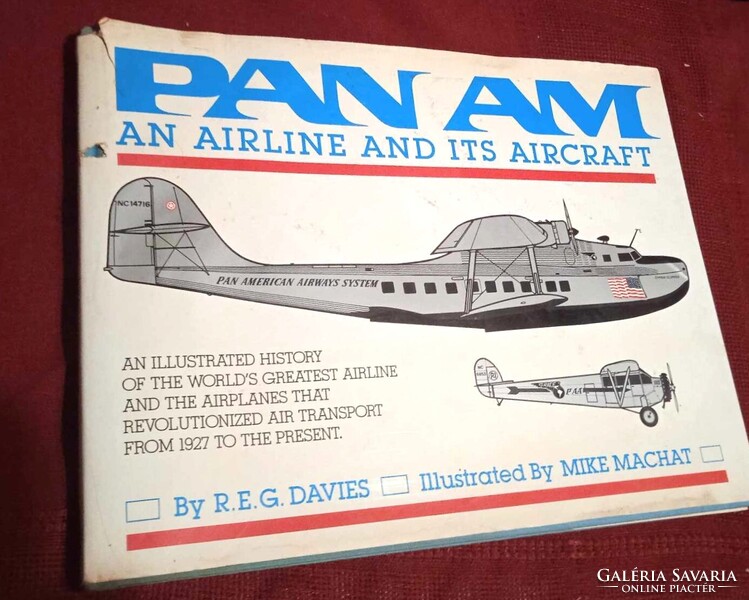 PAN AM
AN AIRLINE AND ITS AIRCRAFT
NC14716
PAN AMERICAN AIRWAYS SYSTEM
AN ILLUSTRATED HISTORY
OF THE WORLD'S GREATEST AIRLINE
AND THE AIRPLANES THAT
REVOLUTIONIZED AIR TRANSPORT
FROM 1927 TO THE PRESENT.
PAA
By R.E.G. DAVIES Illustrated By MIKE MACHAT
GALÉRIA SAVARIA
ONLINE PIACTÉR